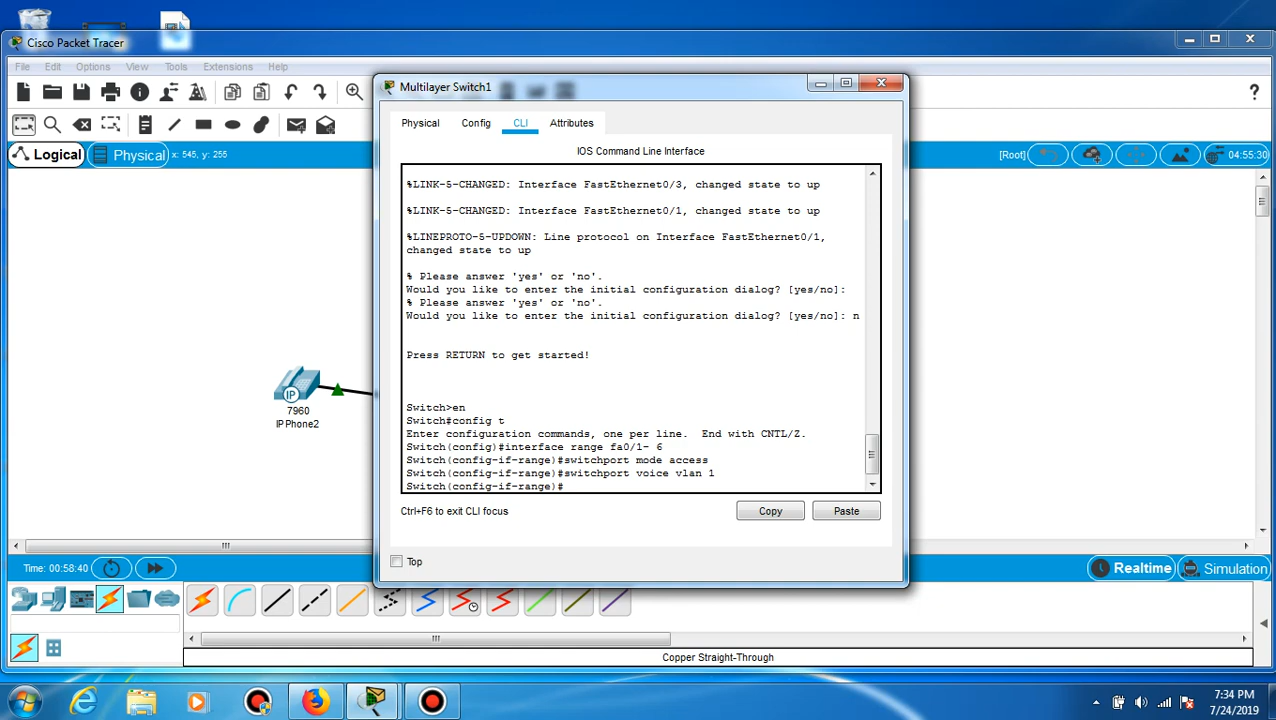 Cisco Packet Tracer
File Edit Options View Tools Extensions Help
?
Logical Physical x: 545, y: 255 [Root] 04:55:30
Multilayer Switch1
Physical Config CLI Attributes
IOS Command Line Interface
%LINK-5-CHANGED: Interface FastEthernet0/3, changed state to up
%LINK-5-CHANGED: Interface FastEthernet0/1, changed state to up
%LINEPROTO-5-UPDOWN: Line protocol on Interface FastEthernet0/1,
changed state to up
% Please answer 'yes' or 'no'.
Would you like to enter the initial configuration dialog? [yes/no]:
% Please answer 'yes' or 'no'.
Would you like to enter the initial configuration dialog? [yes/no]: n
Press RETURN to get started!
Switch>en
Switch#config t
Enter configuration commands, one per line. End with CNTL/Z.
Switch(config)#interface range fa0/1- 6
Switch(config-if-range)#switchport mode access
Switch(config-if-range)#switchport voice vlan 1
Switch(config-if-range)#
Ctrl+F6 to exit CLI focus Copy Paste
Top
IP
7960
IP Phone2
Time: 00:58:40 Realtime Simulation
Copper Straight-Through
7:34 PM
7/24/2019